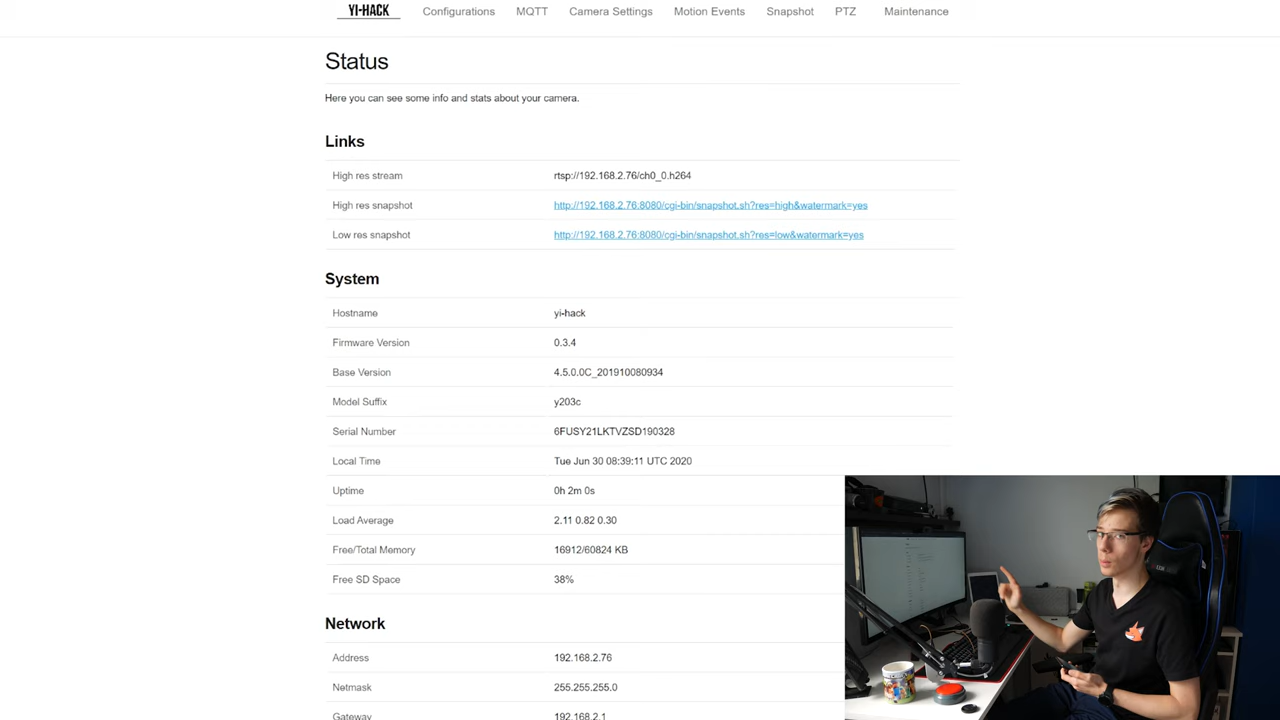 YI-HACK Configurations MQTT Camera Settings Motion Events Snapshot PTZ Maintenance
Status
Here you can see some info and stats about your camera.
Links
High res stream rtsp://192.168.2.76/ch0_0.h264
High res snapshot http://192.168.2.76:8080/cgi-bin/snapshot.sh?res=high&watermark=yes
Low res snapshot http://192.168.2.76:8080/cgi-bin/snapshot.sh?res=low&watermark=yes
System
Hostname yi-hack
Firmware Version 0.3.4
Base Version 4.5.0.0C_201910080934
Model Suffix y203c
Serial Number 6FUSY21LKTVZSD190328
Local Time Tue Jun 30 08:39:11 UTC 2020
Uptime 0h 2m 0s
Load Average 2.11 0.82 0.30
Free/Total Memory 16912/60824 KB
Free SD Space 38%
Network
Address 192.168.2.76
Netmask 255.255.255.0
Gateway 192.168.2.1